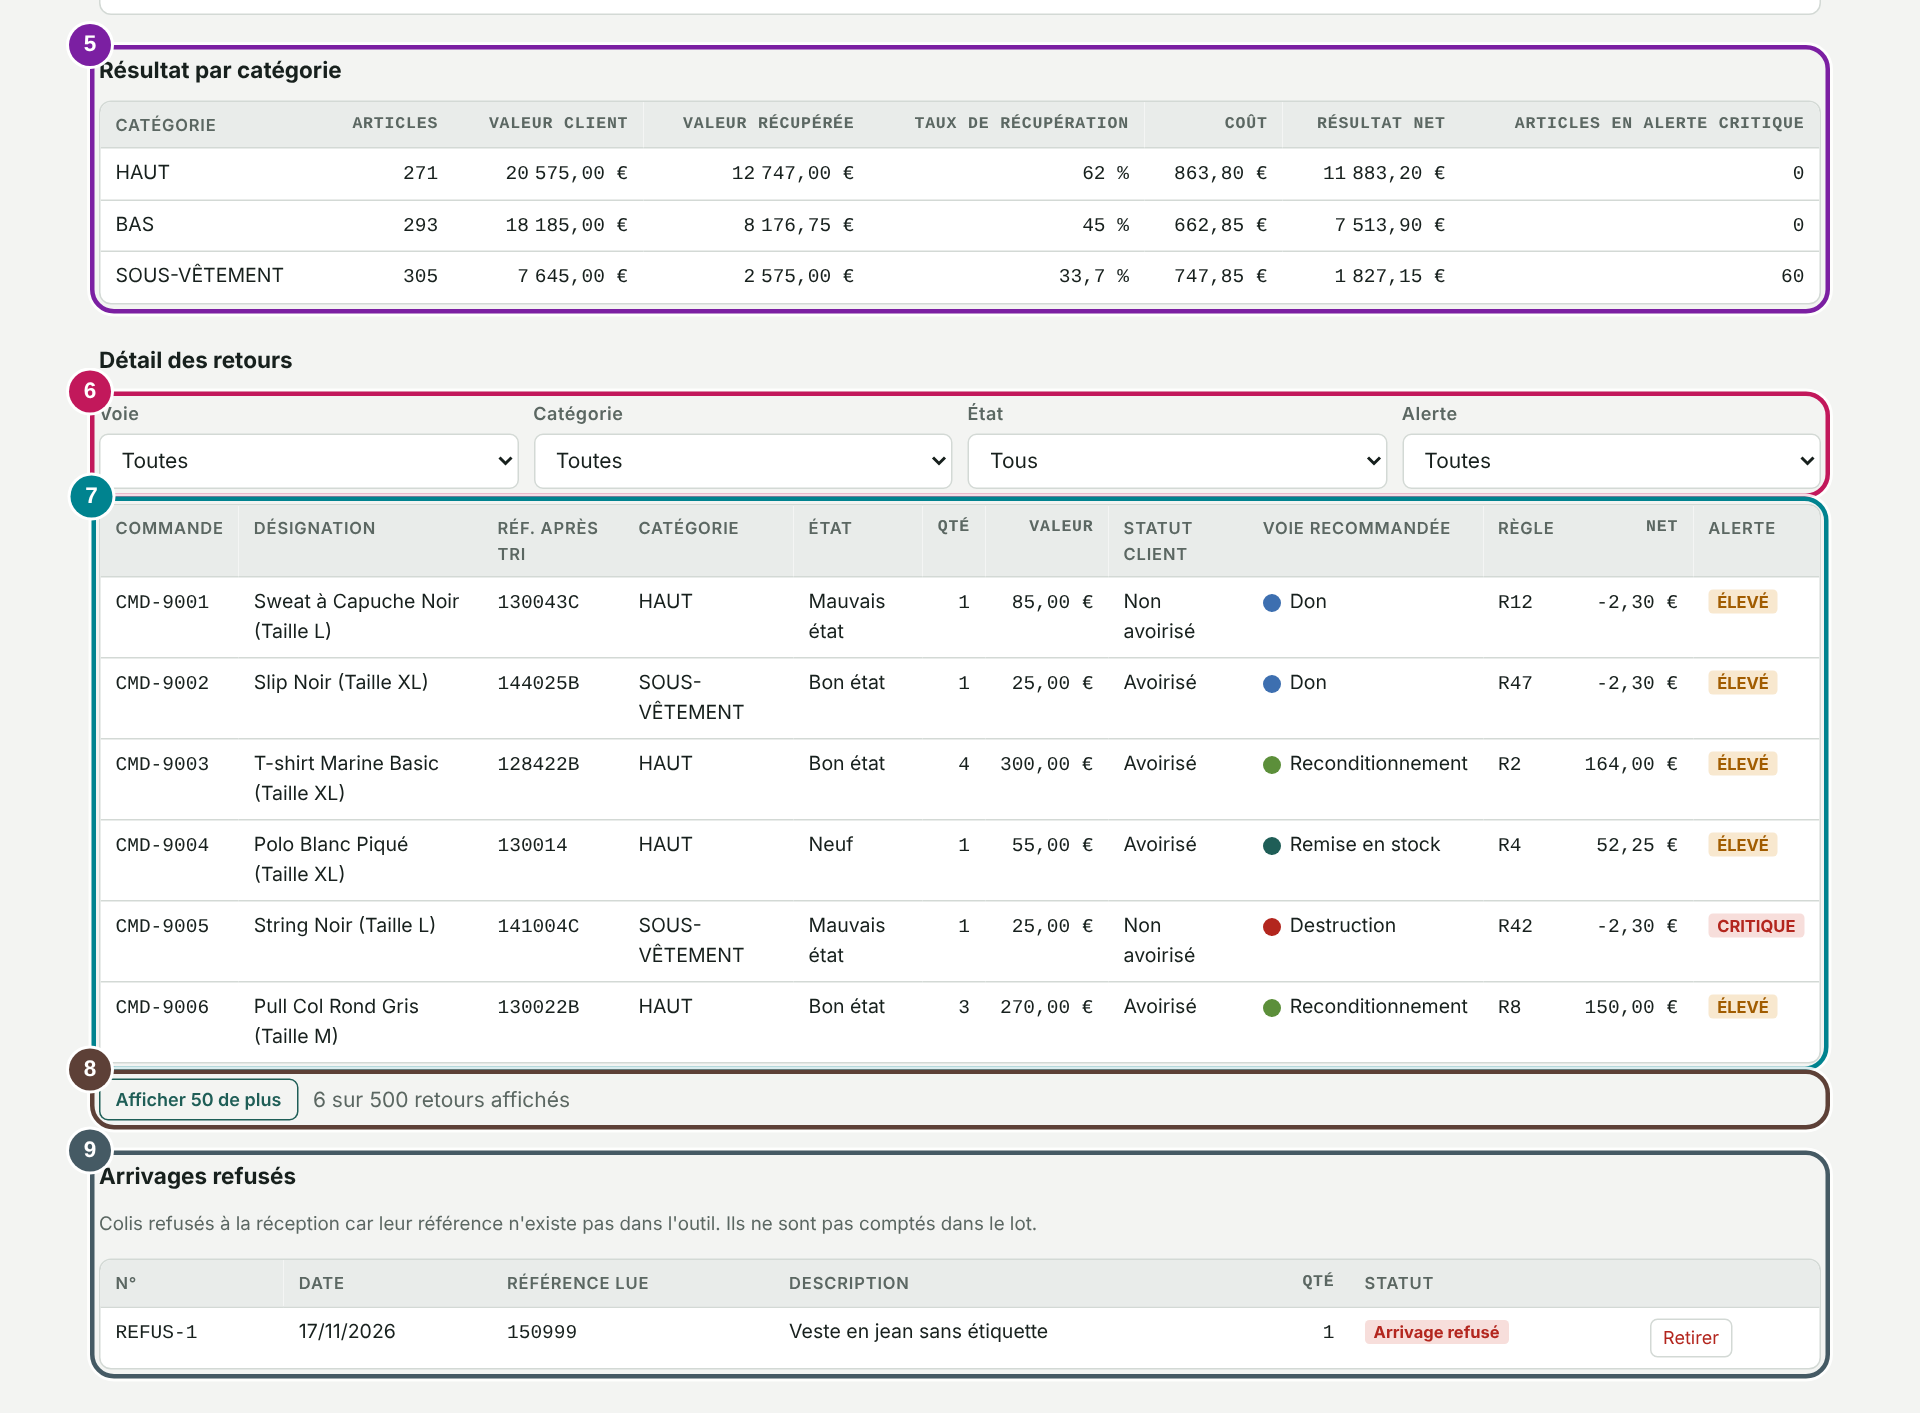 5
Résultat par catégorie
CATÉGORIE ARTICLES VALEUR CLIENT VALEUR RÉCUPÉRÉE TAUX DE RÉCUPÉRATION COÛT RÉSULTAT NET ARTICLES EN ALERTE CRITIQUE
HAUT 271 20 575,00 € 12 747,00 € 62 % 863,80 € 11 883,20 € 0
BAS 293 18 185,00 € 8 176,75 € 45 % 662,85 € 7 513,90 € 0
SOUS-VÊTEMENT 305 7 645,00 € 2 575,00 € 33,7 % 747,85 € 1 827,15 € 60
Détail des retours
6
Voie Catégorie État Alerte
Toutes Toutes Tous Toutes
7
COMMANDE DÉSIGNATION RÉF. APRÈS CATÉGORIE ÉTAT QTÉ VALEUR STATUT VOIE RECOMMANDÉE RÈGLE NET ALERTE
TRI CLIENT
CMD-9001 Sweat à Capuche Noir 130043C HAUT Mauvais 1 85,00 € Non Don R12 -2,30 € ÉLEVÉ
(Taille L) état avoirisé
CMD-9002 Slip Noir (Taille XL) 144025B SOUS- Bon état 1 25,00 € Avoirisé Don R47 -2,30 € ÉLEVÉ
VÊTEMENT
CMD-9003 T-shirt Marine Basic 128422B HAUT Bon état 4 300,00 € Avoirisé Reconditionnement R2 164,00 € ÉLEVÉ
(Taille XL)
CMD-9004 Polo Blanc Piqué 130014 HAUT Neuf 1 55,00 € Avoirisé Remise en stock R4 52,25 € ÉLEVÉ
(Taille XL)
CMD-9005 String Noir (Taille L) 141004C SOUS- Mauvais 1 25,00 € Non Destruction R42 -2,30 € CRITIQUE
VÊTEMENT état avoirisé
CMD-9006 Pull Col Rond Gris 130022B HAUT Bon état 3 270,00 € Avoirisé Reconditionnement R8 150,00 € ÉLEVÉ
(Taille M)
8
Afficher 50 de plus 6 sur 500 retours affichés
9
Arrivages refusés
Colis refusés à la réception car leur référence n'existe pas dans l'outil. Ils ne sont pas comptés dans le lot.
N° DATE RÉFÉRENCE LUE DESCRIPTION QTÉ STATUT
REFUS-1 17/11/2026 150999 Veste en jean sans étiquette 1 Arrivage refusé Retirer